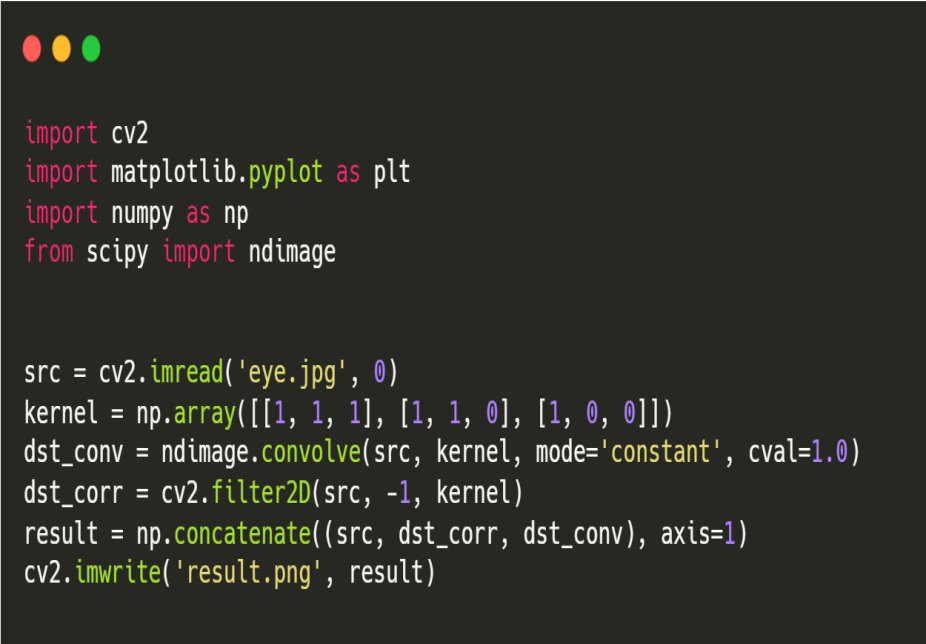 import cv2
import matplotlib.pyplot as plt
import numpy as np
from scipy import ndimage
src = cv2.imread('eye.jpg', 0)
kernel = np.array([[1, 1, 1], [1, 1, 0], [1, 0, 0]])
dst_conv = ndimage.convolve(src, kernel, mode='constant', cval=1.0)
dst_corr = cv2.filter2D(src, -1, kernel)
result = np.concatenate((src, dst_corr, dst_conv), axis=1)
cv2.imwrite('result.png', result)